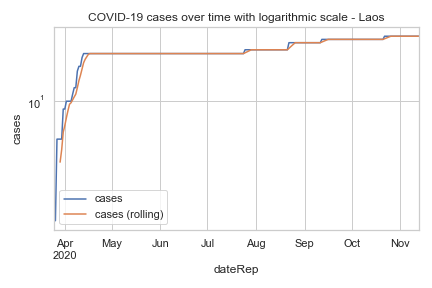 COVID-19 cases over time with logarithmic scale - Laos
cases
10¹
cases
cases (rolling)
Apr May Jun Jul Aug Sep Oct Nov
2020
dateRep